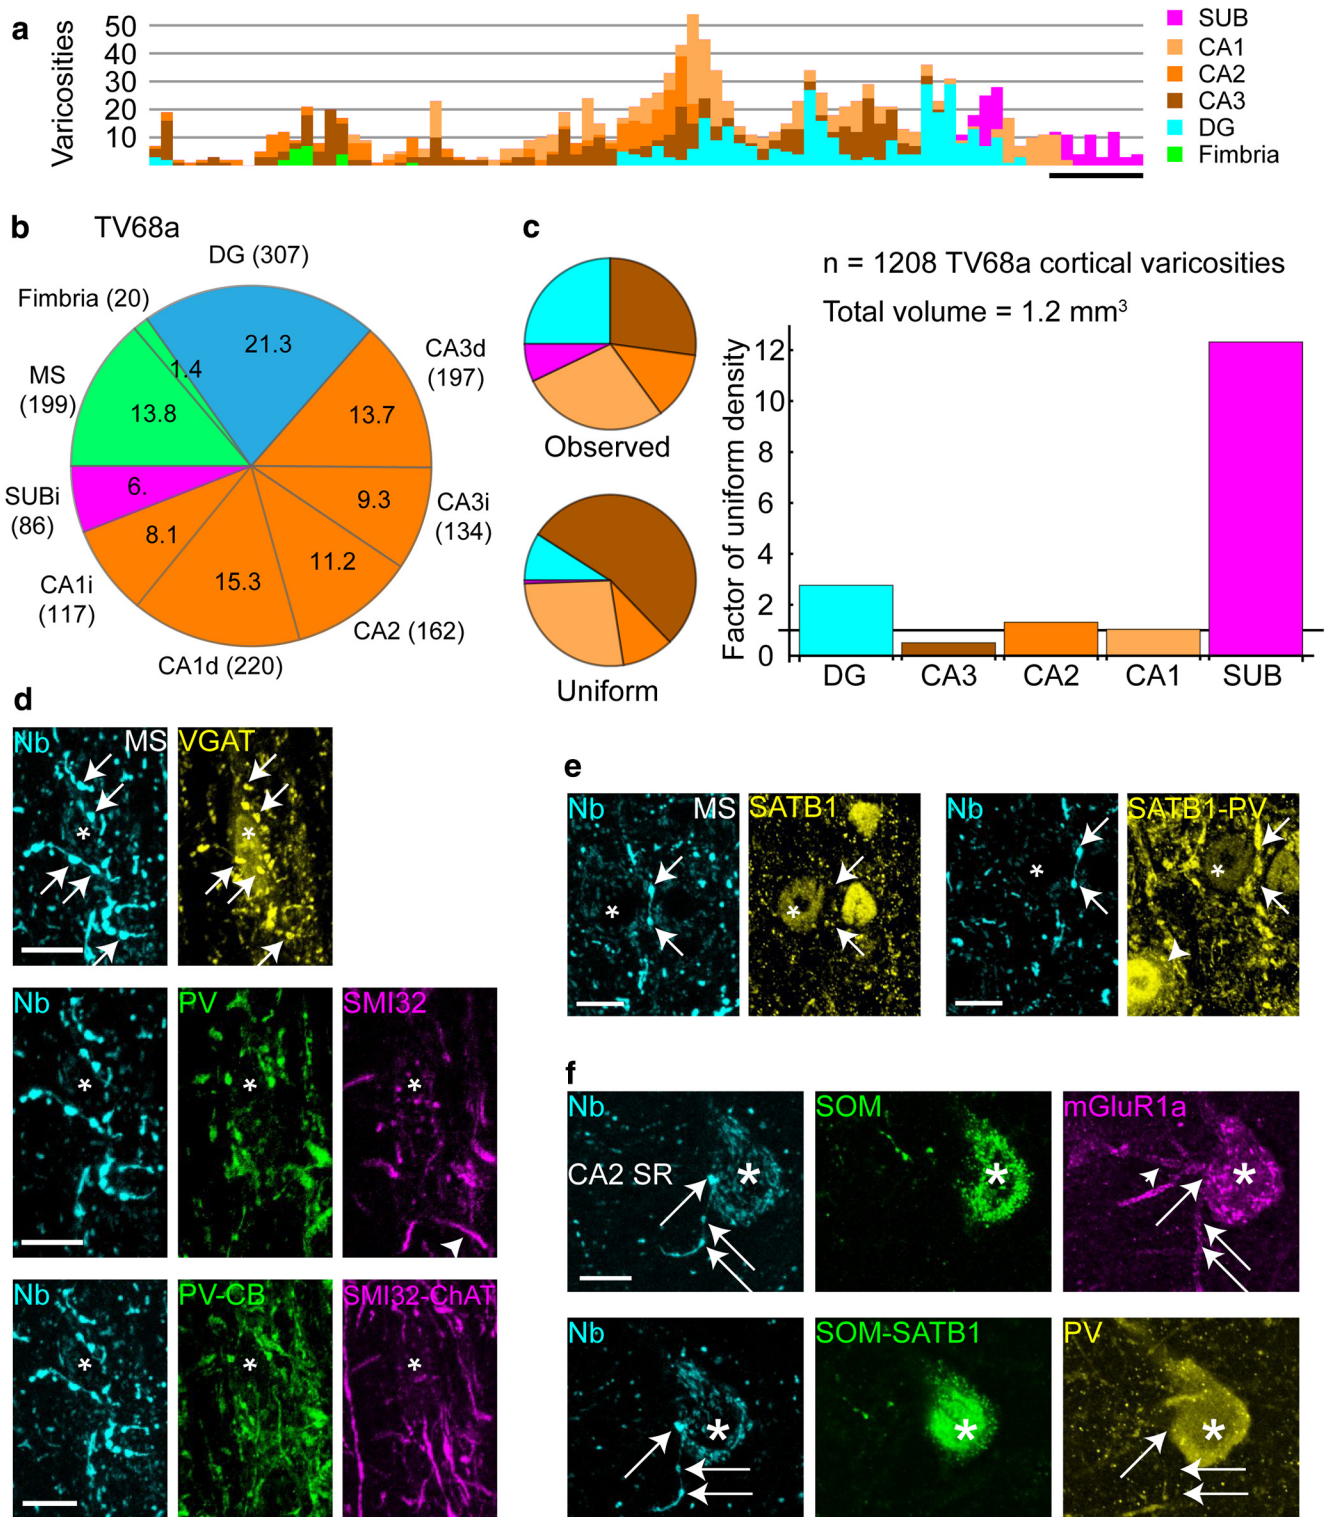 a
Varicosities
50
40
30
20
10
SUB
CA1
CA2
CA3
DG
Fimbria
b
TV68a
DG (307)
Fimbria (20)
MS
(199)
SUBi
(86)
CA1i
(117)
CA1d (220)
CA2 (162)
CA3i
(134)
CA3d
(197)
21.3
1.4
13.8
6.
8.1
15.3
11.2
9.3
13.7
c
Observed
Uniform
n = 1208 TV68a cortical varicosities
Total volume = 1.2 mm³
Factor of uniform density
12
10
8
6
4
2
0
DG CA3 CA2 CA1 SUB
d
Nb MS VGAT
*
*
Nb PV SMI32
* * *
Nb PV-CB SMI32-ChAT
* * *
e
Nb MS SATB1 Nb SATB1-PV
* * * *
f
Nb SOM mGluR1a
CA2 SR * * *
Nb SOM-SATB1 PV
* * *